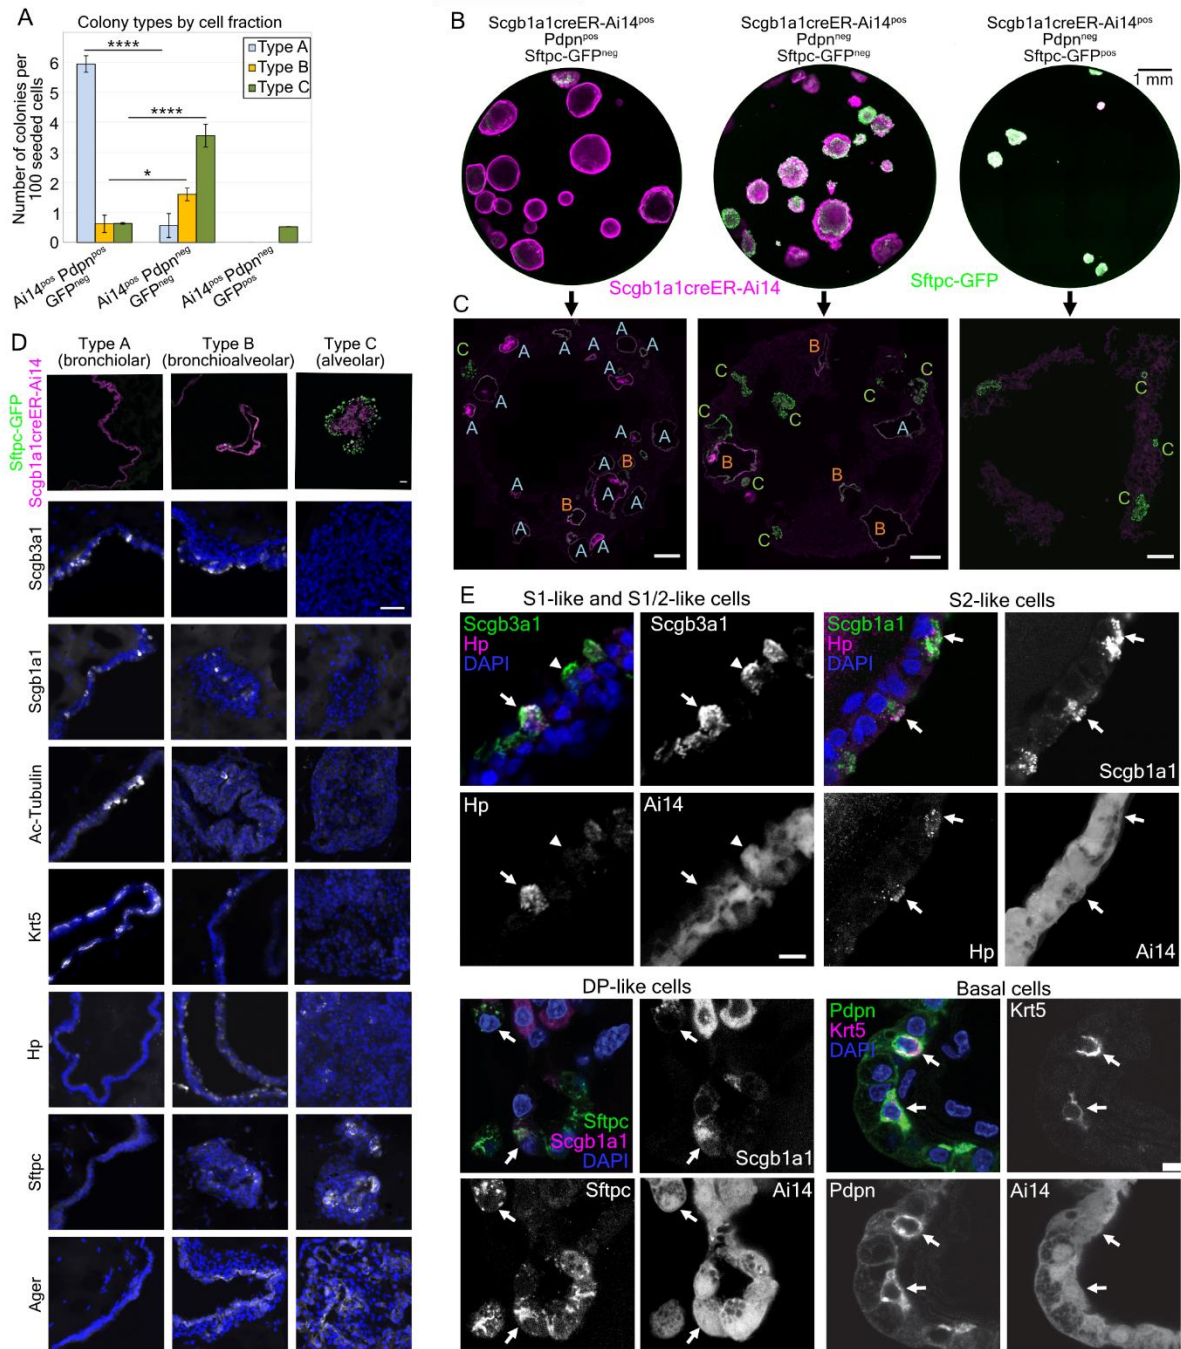 A
Colony types by cell fraction
Number of colonies per
100 seeded cells
6
5
4
3
2
1
0
****
****
*
Type A
Type B
Type C
Ai14pos Pdpnpos
GFPneg
Ai14pos Pdpnneg
GFPneg
Ai14pos Pdpnneg
GFPpos
B
Scgb1a1creER-Ai14pos
Pdpnpos
Sftpc-GFPneg
Scgb1a1creER-Ai14pos
Pdpnneg
Sftpc-GFPneg
Scgb1a1creER-Ai14pos
Pdpnneg
Sftpc-GFPpos
1 mm
Scgb1a1creER-Ai14
Sftpc-GFP
C
A A A A
C A A
A A
A A
A A A
B
A A A
B
A A A A
B
C C
C C A
B
C B
C B
C
C
C
C
D
Type A
(bronchiolar)
Type B
(bronchioalveolar)
Type C
(alveolar)
Sftpc-GFP
Scgb1a1creER-Ai14
Scgb3a1
Scgb1a1
Ac-Tubulin
Krt5
Hp
Sftpc
Ager
E
S1-like and S1/2-like cells
Scgb3a1
Hp
DAPI
Scgb3a1
Hp
Ai14
S2-like cells
Scgb1a1
Hp
DAPI
Scgb1a1
Hp
Ai14
DP-like cells
Sftpc
Scgb1a1
DAPI
Scgb1a1
Sftpc
Ai14
Basal cells
Pdpn
Krt5
DAPI
Krt5
Pdpn
Ai14